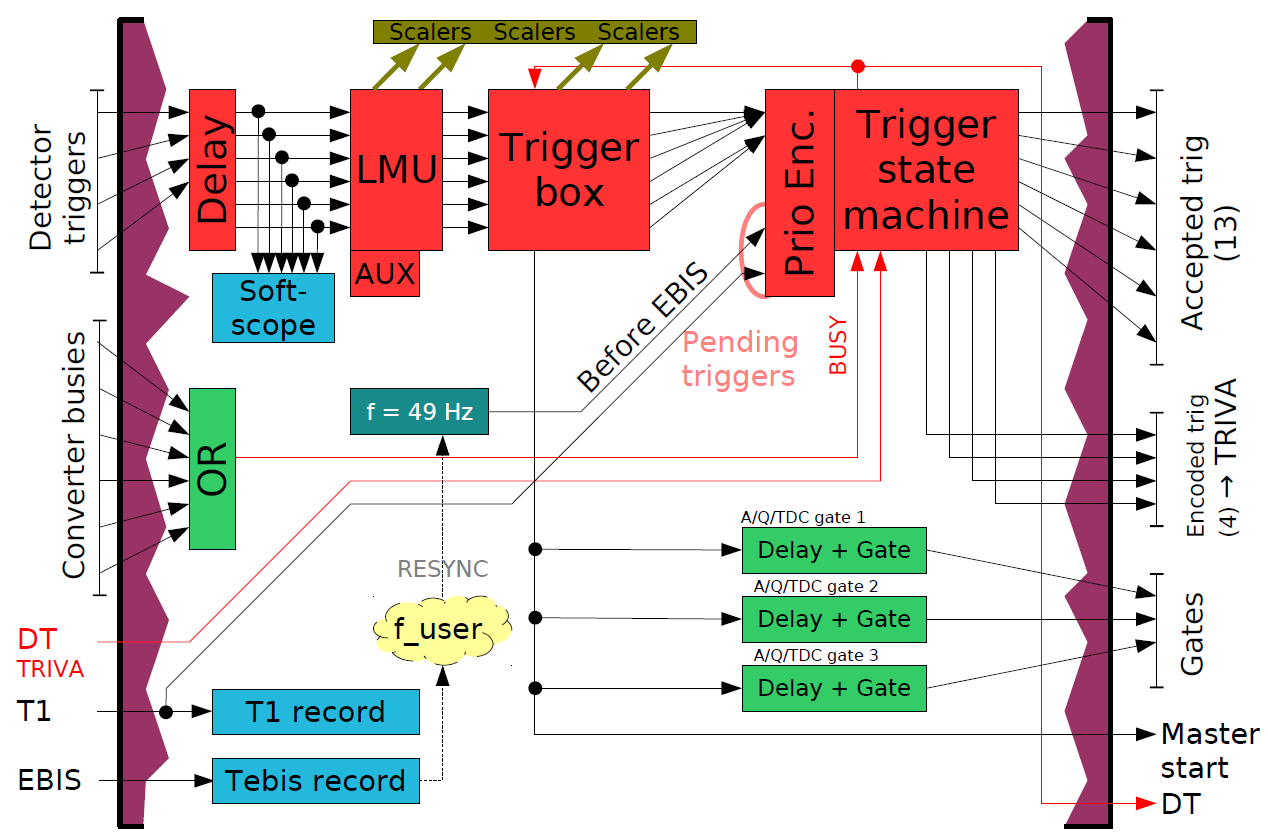 Scalers Scalers Scalers
Detector
triggers
Delay
LMU
AUX
Trigger
box
Prio Enc.
Trigger
state
machine
Accepted trig
(13)
Soft-
scope
Before EBIS
Pending
triggers
BUSY
Converter busies
OR
f = 49 Hz
Encoded trig
(4) → TRIVA
RESYNC
f_user
A/Q/TDC gate 1
Delay + Gate
A/Q/TDC gate 2
Delay + Gate
A/Q/TDC gate 3
Delay + Gate
Gates
DT
TRIVA
T1
T1 record
EBIS
Tebis record
Master
start
DT